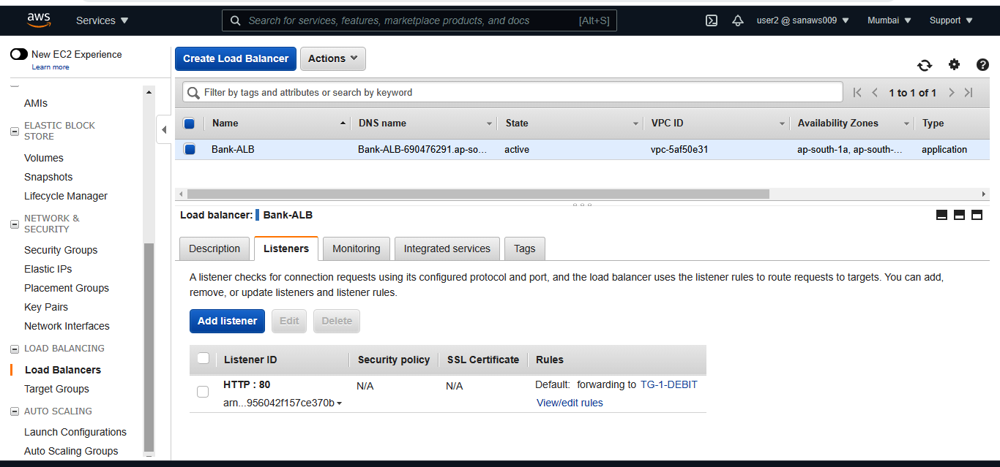 aws
Services
Search for services, features, marketplace products, and docs [Alt+S]
user2 @ sanaws009
Mumbai
Support
New EC2 Experience
Learn more
AMIs
ELASTIC BLOCK
STORE
Volumes
Snapshots
Lifecycle Manager
NETWORK &
SECURITY
Security Groups
Elastic IPs
Placement Groups
Key Pairs
Network Interfaces
LOAD BALANCING
Load Balancers
Target Groups
AUTO SCALING
Launch Configurations
Auto Scaling Groups
Create Load Balancer
Actions
Filter by tags and attributes or search by keyword
1 to 1 of 1
Name DNS name State VPC ID Availability Zones Type
Bank-ALB Bank-ALB-690476291.ap-so... active vpc-5af50e31 ap-south-1a, ap-south-... application
Load balancer: Bank-ALB
Description Listeners Monitoring Integrated services Tags
A listener checks for connection requests using its configured protocol and port, and the load balancer uses the listener rules to route requests to targets. You can add,
remove, or update listeners and listener rules.
Add listener Edit Delete
Listener ID Security policy SSL Certificate Rules
HTTP : 80 N/A N/A Default: forwarding to TG-1-DEBIT
arn...956042f157ce370b View/edit rules